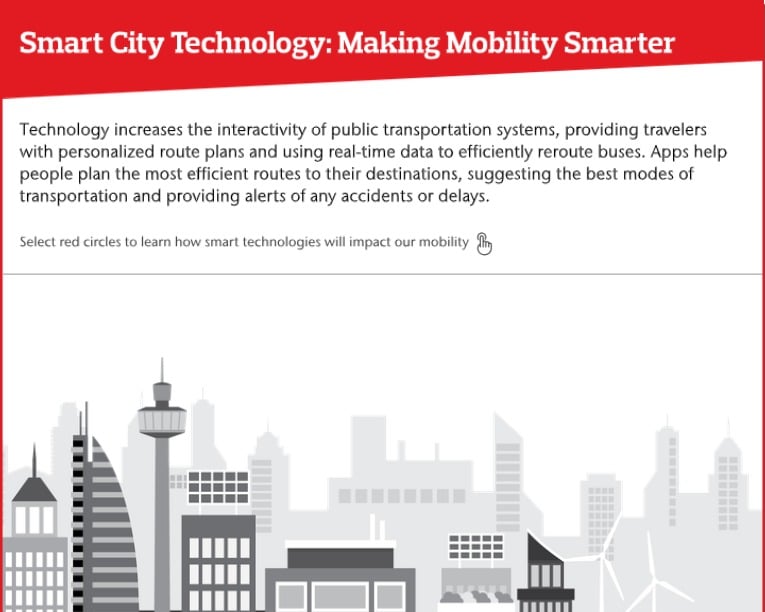 Smart City Technology: Making Mobility Smarter
Technology increases the interactivity of public transportation systems, providing travelers
with personalized route plans and using real-time data to efficiently reroute buses. Apps help
people plan the most efficient routes to their destinations, suggesting the best modes of
transportation and providing alerts of any accidents or delays.
Select red circles to learn how smart technologies will impact our mobility